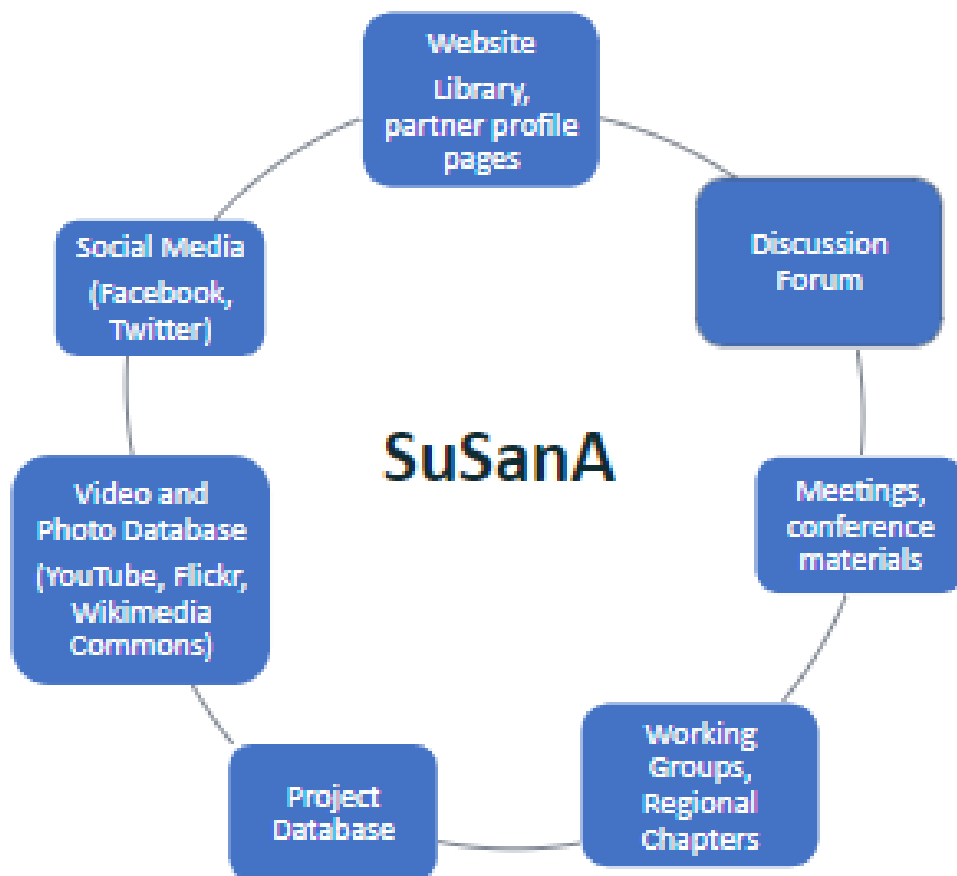 Website
Library,
partner profile
pages
Discussion
Forum
Meetings,
conference
materials
Working
Groups,
Regional
Chapters
Project
Database
Video and
Photo Database
(YouTube, Flickr,
Wikimedia
Commons)
Social Media
(Facebook,
Twitter)
SuSanA